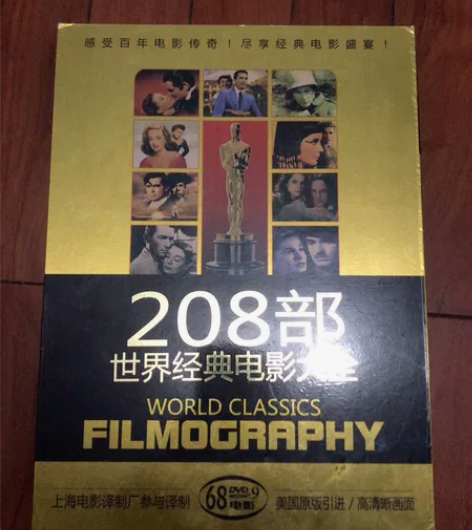 感受百年电影传奇！尽享经典电影盛宴！
208部
世界经典电影大全
WORLD CLASSICS
FILMOGRAPHY
上海电影译制厂参与译制
68 DVD 9
电影
美国原版引进/高清晰画面